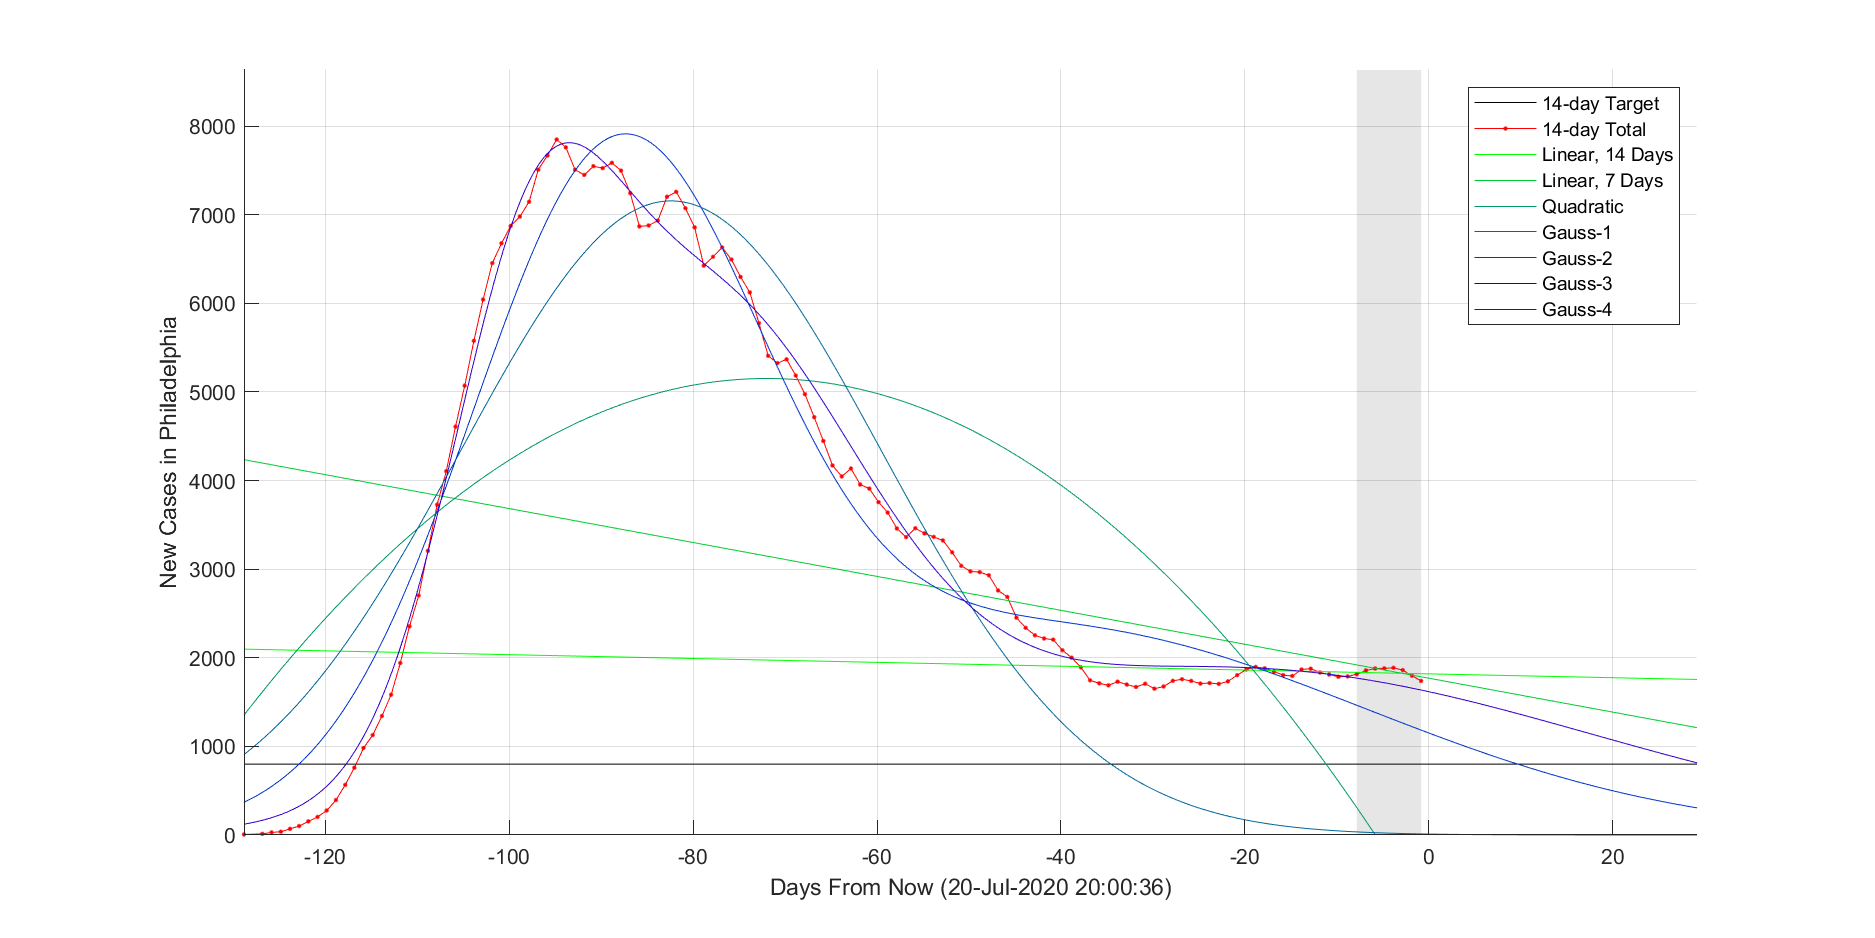 8000
7000
6000
5000
4000
3000
2000
1000
0
New Cases in Philadelphia
-120 -100 -80 -60 -40 -20 0 20
Days From Now (20-Jul-2020 20:00:36)
14-day Target
14-day Total
Linear, 14 Days
Linear, 7 Days
Quadratic
Gauss-1
Gauss-2
Gauss-3
Gauss-4